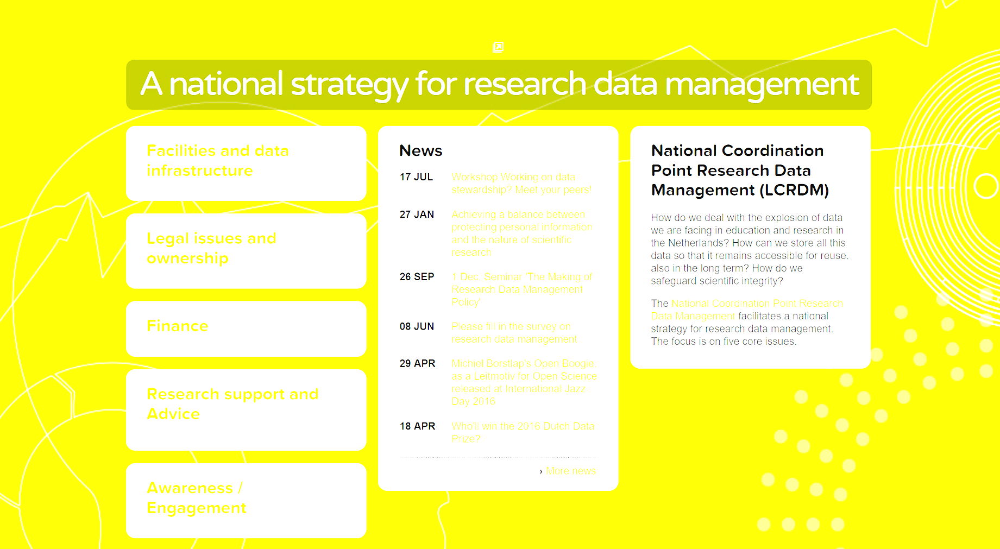 A national strategy for research data management
Facilities and data
infrastructure
Legal issues and
ownership
Finance
Research support and
Advice
Awareness /
Engagement
News
17 JUL Workshop Working on data
stewardship? Meet your peers!
27 JAN Achieving a balance between
protecting personal information
and the nature of scientific
research
26 SEP 1 Dec. Seminar 'The Making of
Research Data Management
Policy'
08 JUN Please fill in the survey on
research data management
29 APR Michiel Borstlap's Open Boogie;
as a Leitmotiv for Open Science
released at International Jazz
Day 2016
18 APR Who'll win the 2016 Dutch Data
Prize?
› More news
National Coordination
Point Research Data
Management (LCRDM)
How do we deal with the explosion of data
we are facing in education and research in
the Netherlands? How can we store all this
data so that it remains accessible for reuse.
also in the long term? How do we
safeguard scientific integrity?
The National Coordination Point Research
Data Management facilitates a national
strategy for research data management.
The focus is on five core issues.